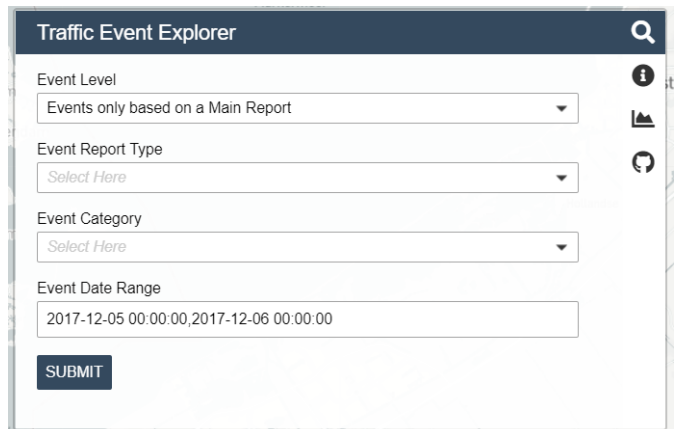 Traffic Event Explorer
Event Level
Events only based on a Main Report
Event Report Type
Select Here
Event Category
Select Here
Event Date Range
2017-12-05 00:00:00,2017-12-06 00:00:00
SUBMIT